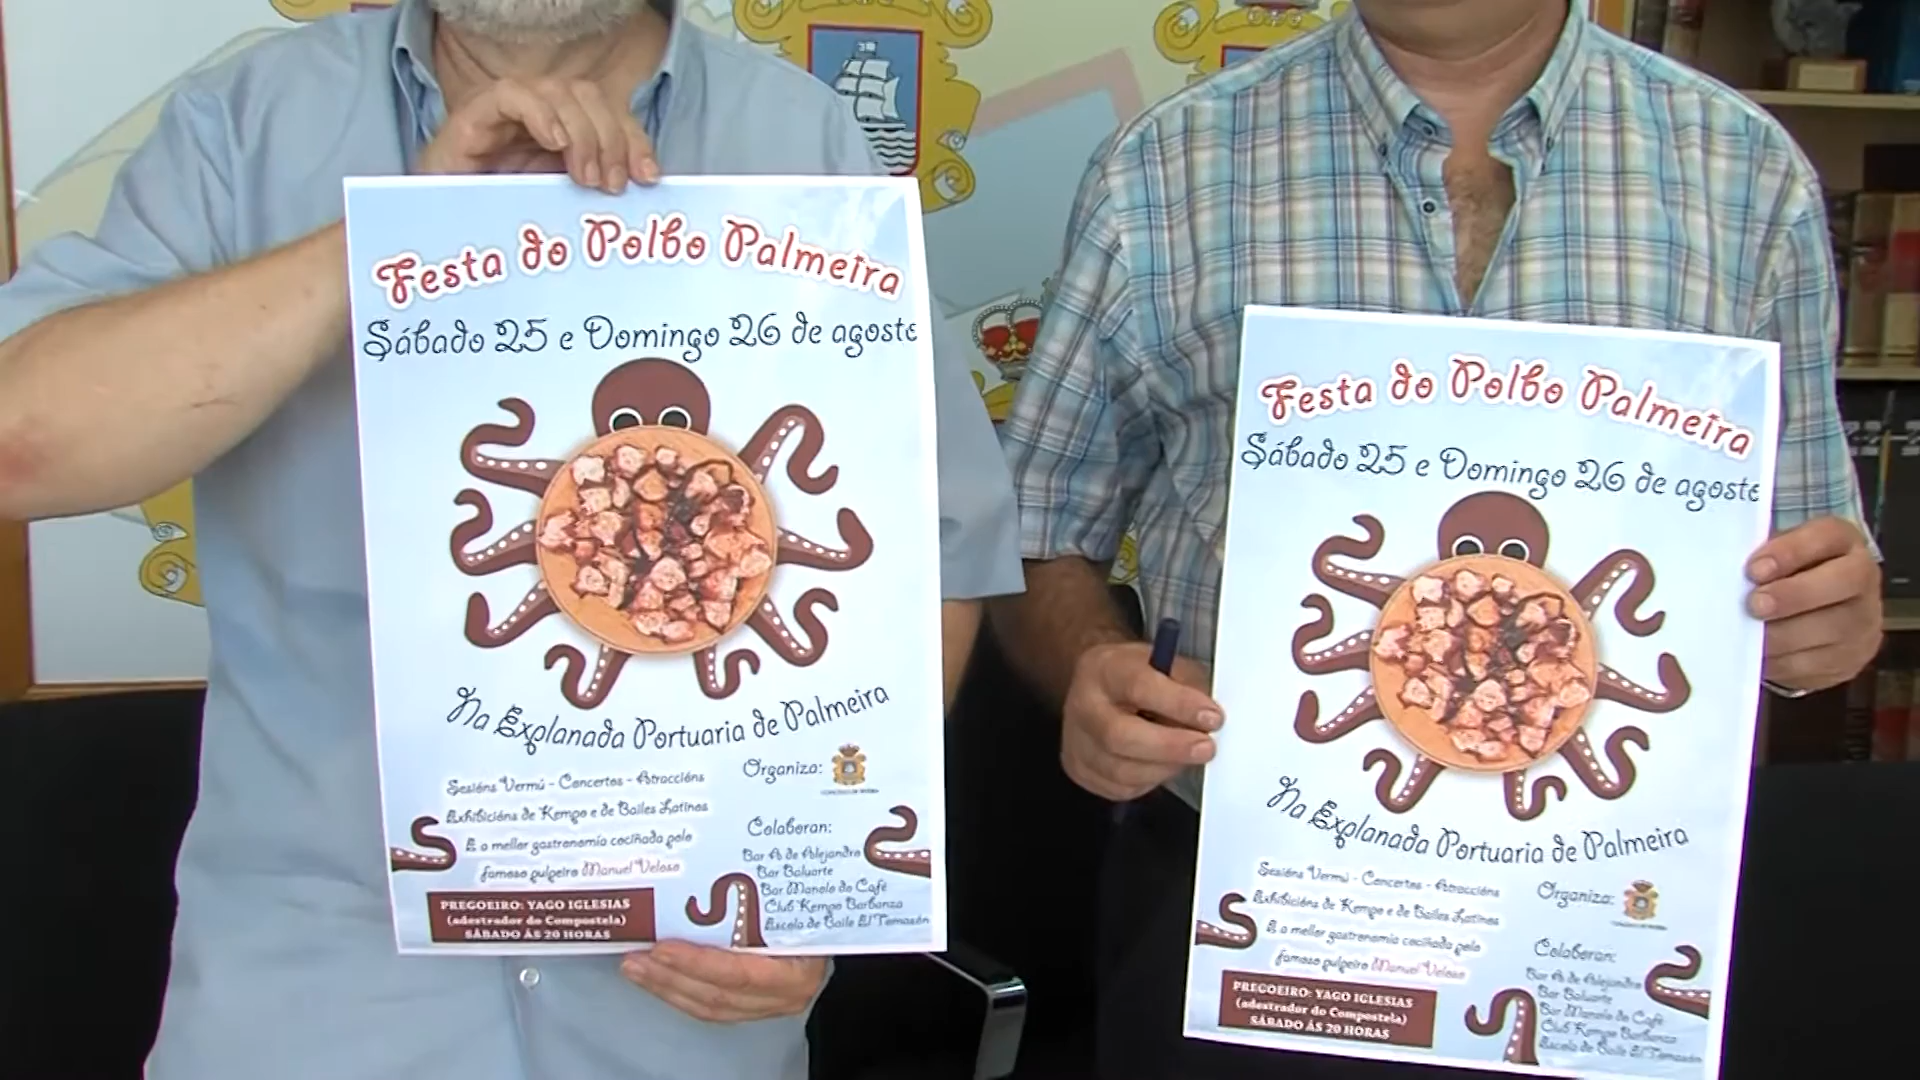 Festa do Polbo Palmeira
Sábado 25 e Domingo 26 de agosto
Na Explanada Portuaria de Palmeira
Sesións Vermú - Concertos - Atraccións
Exhibicións de Kempo e de Bailes Latinos
E a mellor gastronomía cociñada polo
famoso pulpeiro Manuel Veloso
PREGOEIRO: YAGO IGLESIAS
(adestrador do Compostela)
SÁBADO ÁS 20 HORAS
Organiza:
Colaboran:
Bar A de Alejandro
Bar Baluarte
Bar Manolo do Café
Club Kempo Barbanza
Escola de Baile El Tomasón
Festa do Polbo Palmeira
Sábado 25 e Domingo 26 de agosto
Na Explanada Portuaria de Palmeira
Sesións Vermú - Concertos - Atraccións
Exhibicións de Kempo e de Bailes Latinos
E a mellor gastronomía cociñada polo
famoso pulpeiro Manuel Veloso
PREGOEIRO: YAGO IGLESIAS
(adestrador do Compostela)
SÁBADO ÁS 20 HORAS
Organiza:
Colaboran:
Bar A de Alejandro
Bar Baluarte
Bar Manolo do Café
Club Kempo Barbanza
Escola de Baile El Tomasón